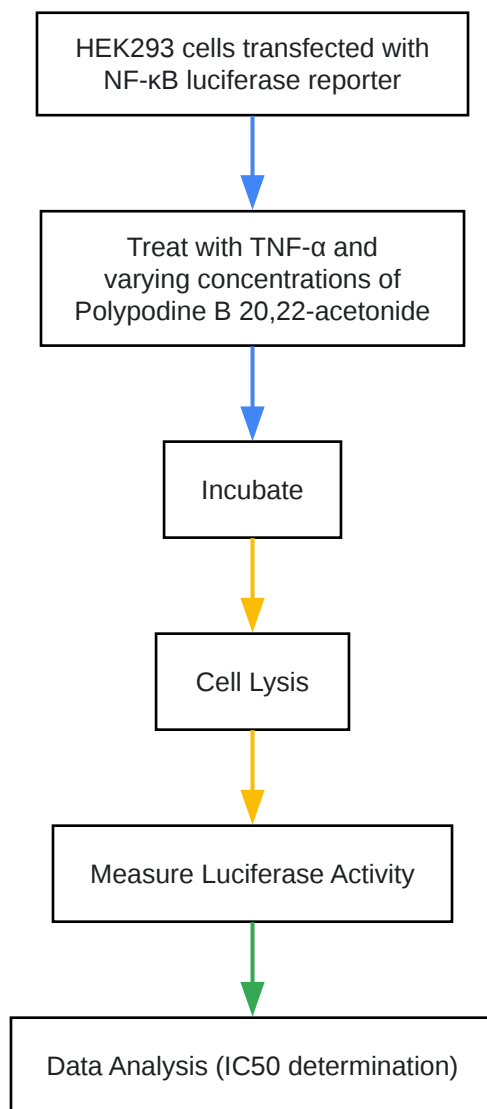 HEK293 cells transfected with
NF-κB luciferase reporter
Treat with TNF-α and
varying concentrations of
Polypodine B 20,22-acetonide
Incubate
Cell Lysis
Measure Luciferase Activity
Data Analysis (IC50 determination)